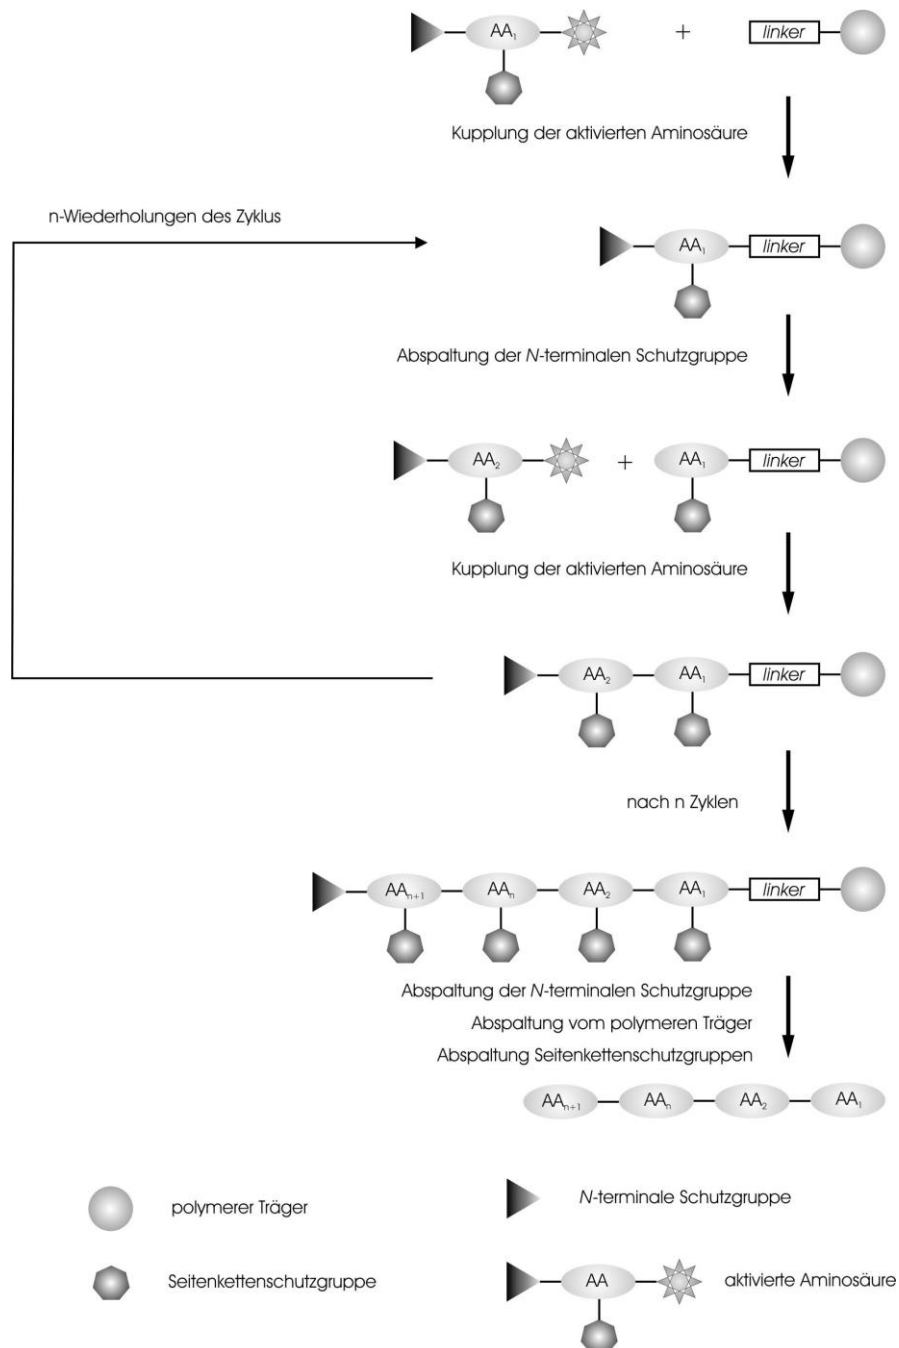 AA₁ + linker
Kupplung der aktivierten Aminosäure
n-Wiederholungen des Zyklus
AA₁ linker
Abspaltung der N-terminalen Schutzgruppe
AA₂ + AA₁ linker
Kupplung der aktivierten Aminosäure
AA₂ AA₁ linker
nach n Zyklen
AAₙ₊₁ AAₙ AA₂ AA₁ linker
Abspaltung der N-terminalen Schutzgruppe
Abspaltung vom polymeren Träger
Abspaltung Seitenkettenschutzgruppen
AAₙ₊₁ AAₙ AA₂ AA₁
polymerer Träger
N-terminale Schutzgruppe
Seitenkettenschutzgruppe
AA aktivierte Aminosäure